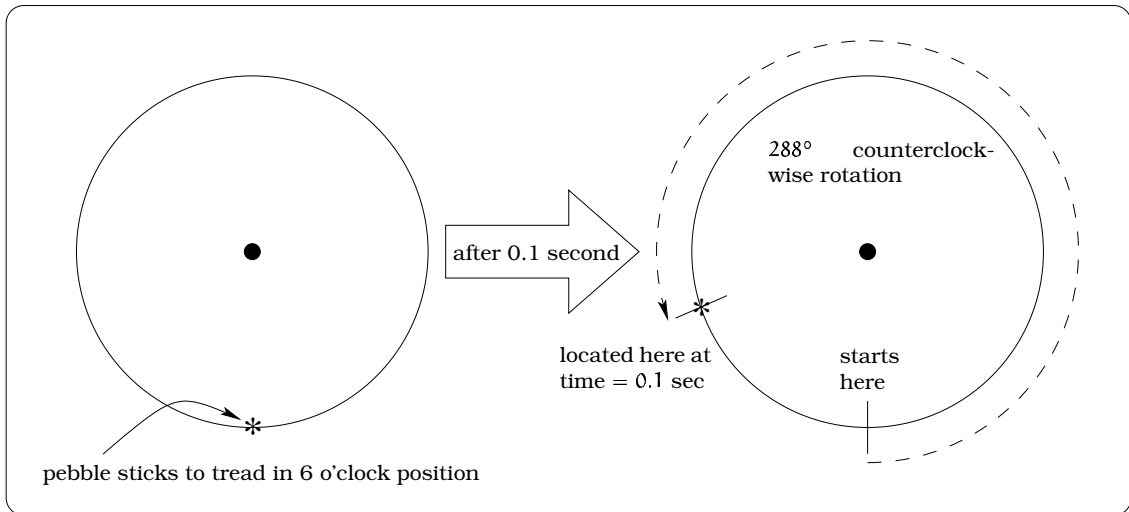 288° counterclock-
wise rotation
after 0.1 second
located here at
time = 0.1 sec
starts
here
pebble sticks to tread in 6 o'clock position